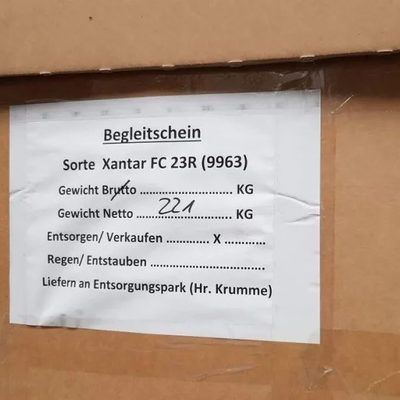 Begleitschein
Sorte Xantar FC 23R (9963)
Gewicht Brutto .......................... KG
Gewicht Netto ....221.................. KG
Entsorgen/ Verkaufen ............. X ............
Regen/ Entstauben .................................
Liefern an Entsorgungspark (Hr. Krumme)